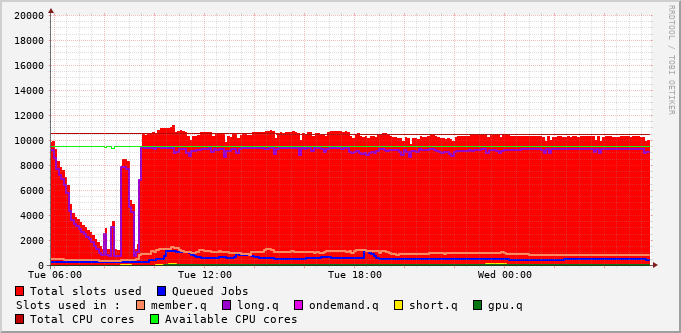 RRDTOOL / TOBI OETIKER
20000
18000
16000
14000
12000
10000
8000
6000
4000
2000
0
Tue 06:00 Tue 12:00 Tue 18:00 Wed 00:00
Total slots used Queued Jobs
Slots used in : member.q long.q ondemand.q short.q gpu.q
Total CPU cores Available CPU cores